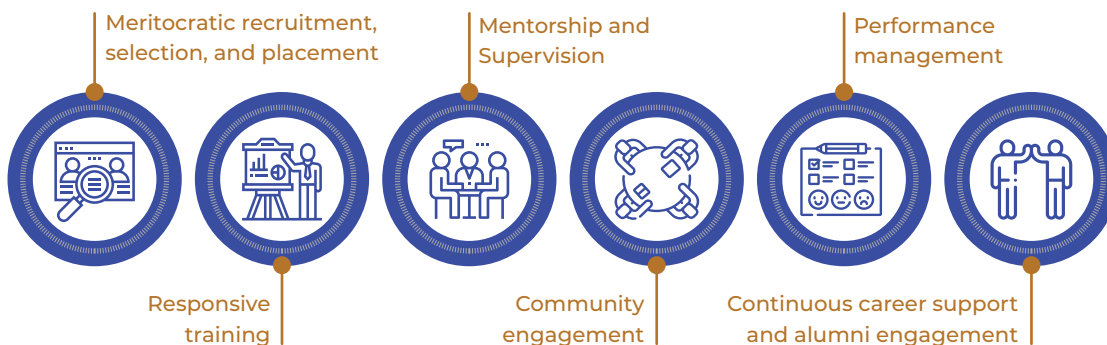 Meritocratic recruitment,
selection, and placement
Responsive
training
Mentorship and
Supervision
Community
engagement
Performance
management
Continuous career support
and alumni engagement